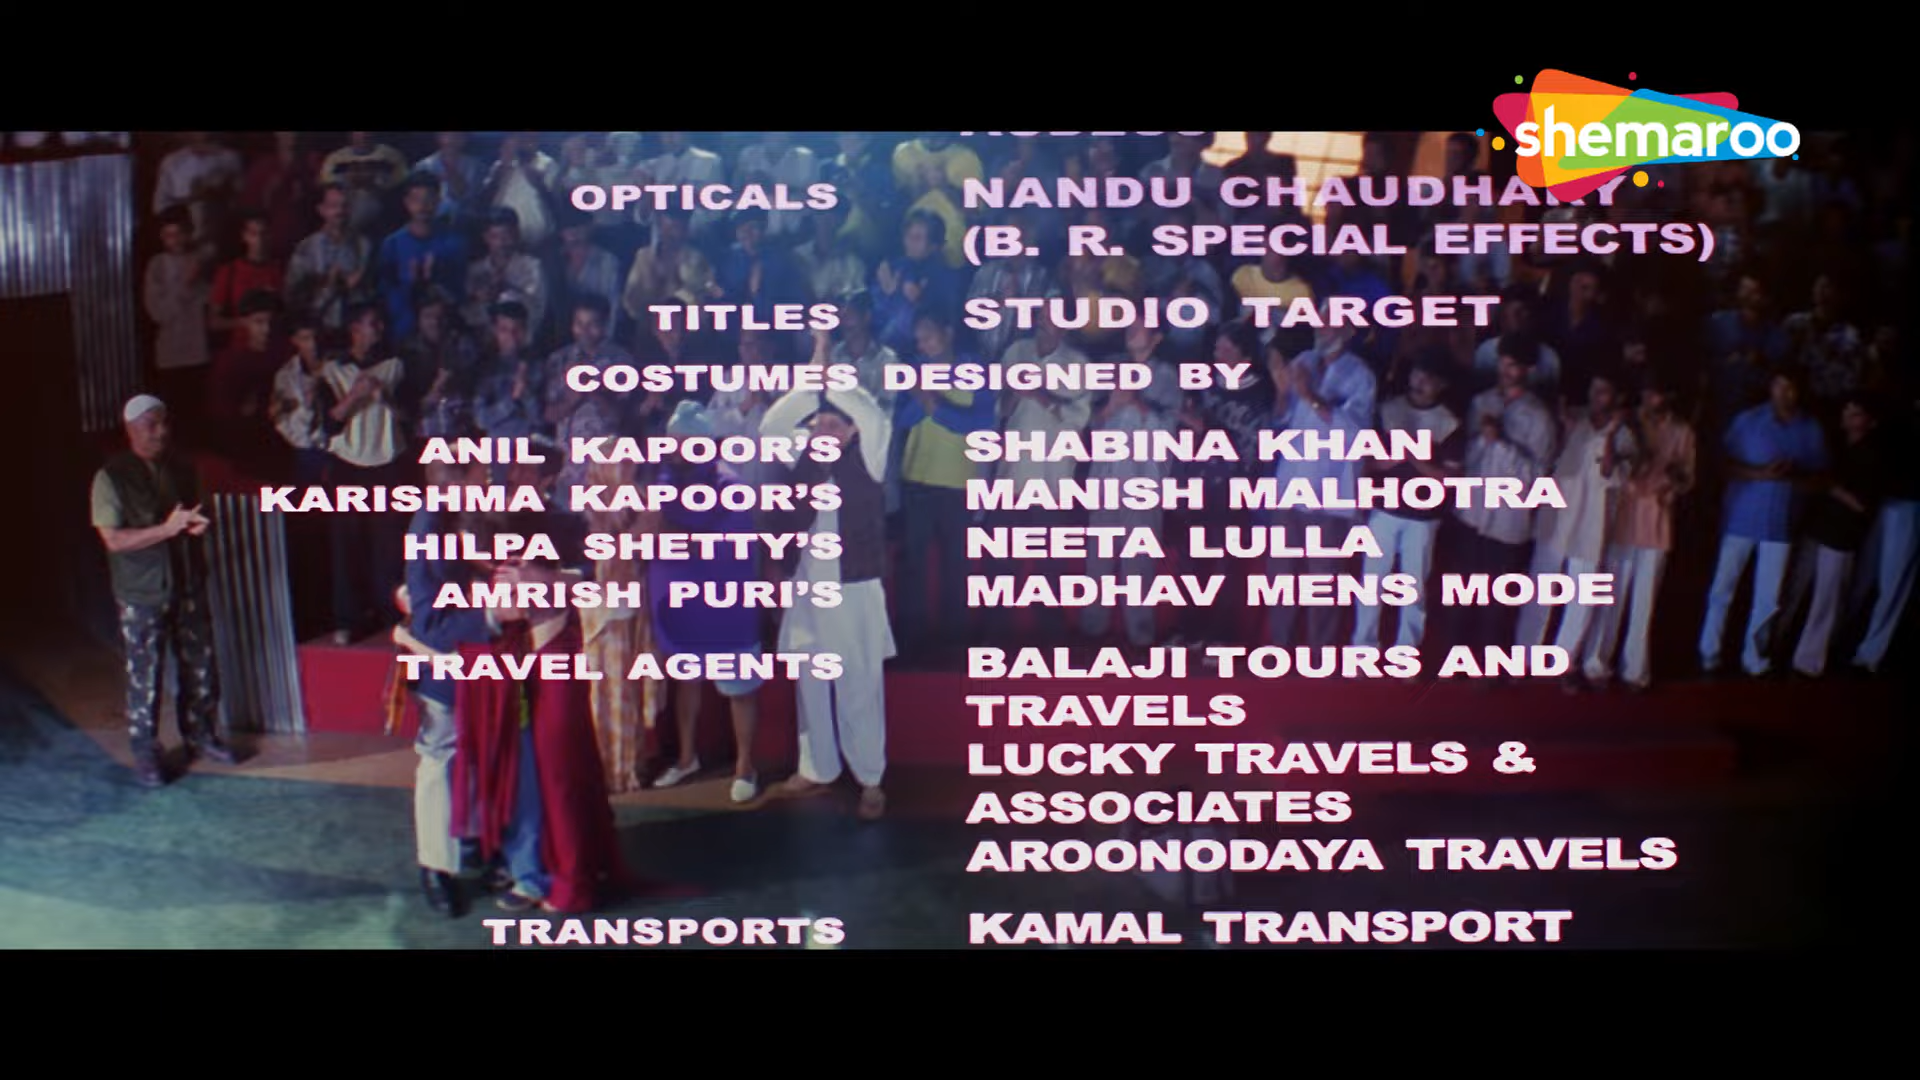 shemaroo
OPTICALS NANDU CHAUDHARY
(B. R. SPECIAL EFFECTS)
TITLES STUDIO TARGET
COSTUMES DESIGNED BY
ANIL KAPOOR'S SHABINA KHAN
KARISHMA KAPOOR'S MANISH MALHOTRA
HILPA SHETTY'S NEETA LULLA
AMRISH PURI'S MADHAV MENS MODE
TRAVEL AGENTS BALAJI TOURS AND
TRAVELS
LUCKY TRAVELS &
ASSOCIATES
AROONODAYA TRAVELS
TRANSPORTS KAMAL TRANSPORT